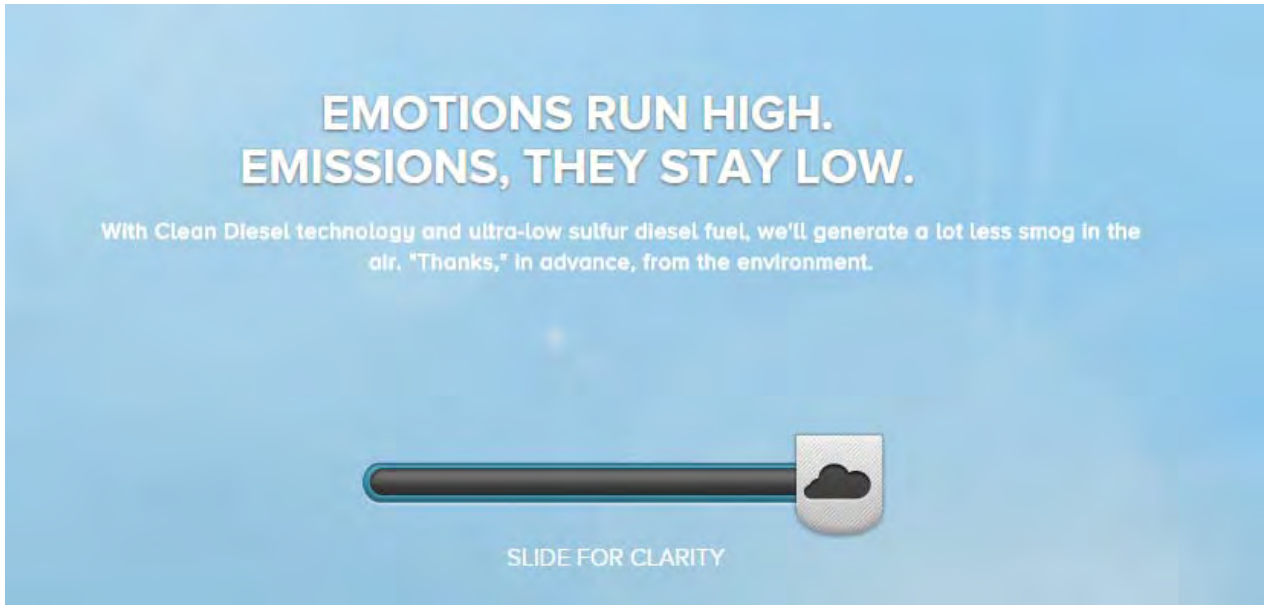 EMOTIONS RUN HIGH.
EMISSIONS, THEY STAY LOW.
With Clean Diesel technology and ultra-low sulfur diesel fuel, we'll generate a lot less smog in the
air. "Thanks," in advance, from the environment.
SLIDE FOR CLARITY